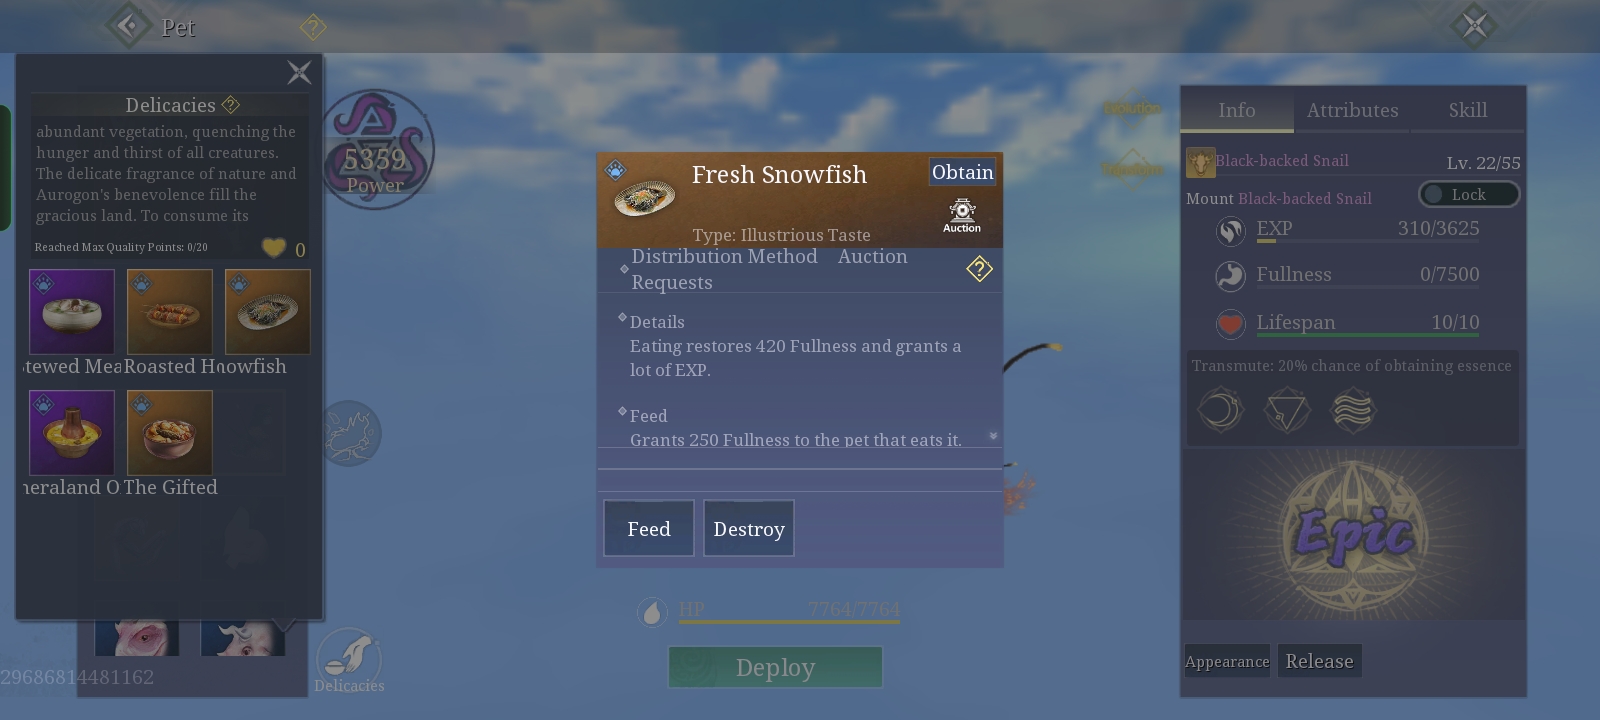 Pet
Delicacies
abundant vegetation, quenching the
hunger and thirst of all creatures.
The delicate fragrance of nature and
Aurogon's benevolence fill the
gracious land. To consume its
Reached Max Quality Points: 0/20
0
tewed Mea
Roasted H
nowfish
neraland O
The Gifted
29686814481162
5359
Power
Delicacies
Fresh Snowfish
Obtain
Auction
Type: Illustrious Taste
Distribution Method Auction
Requests
Details
Eating restores 420 Fullness and grants a
lot of EXP.
Feed
Grants 250 Fullness to the pet that eats it.
Feed
Destroy
HP 7764/7764
Deploy
Evolution
Info
Attributes
Skill
Black-backed Snail
Lv. 22/55
Mount Black-backed Snail
Lock
EXP 310/3625
Fullness 0/7500
Lifespan 10/10
Transmute: 20% chance of obtaining essence
Epic
Appearance
Release